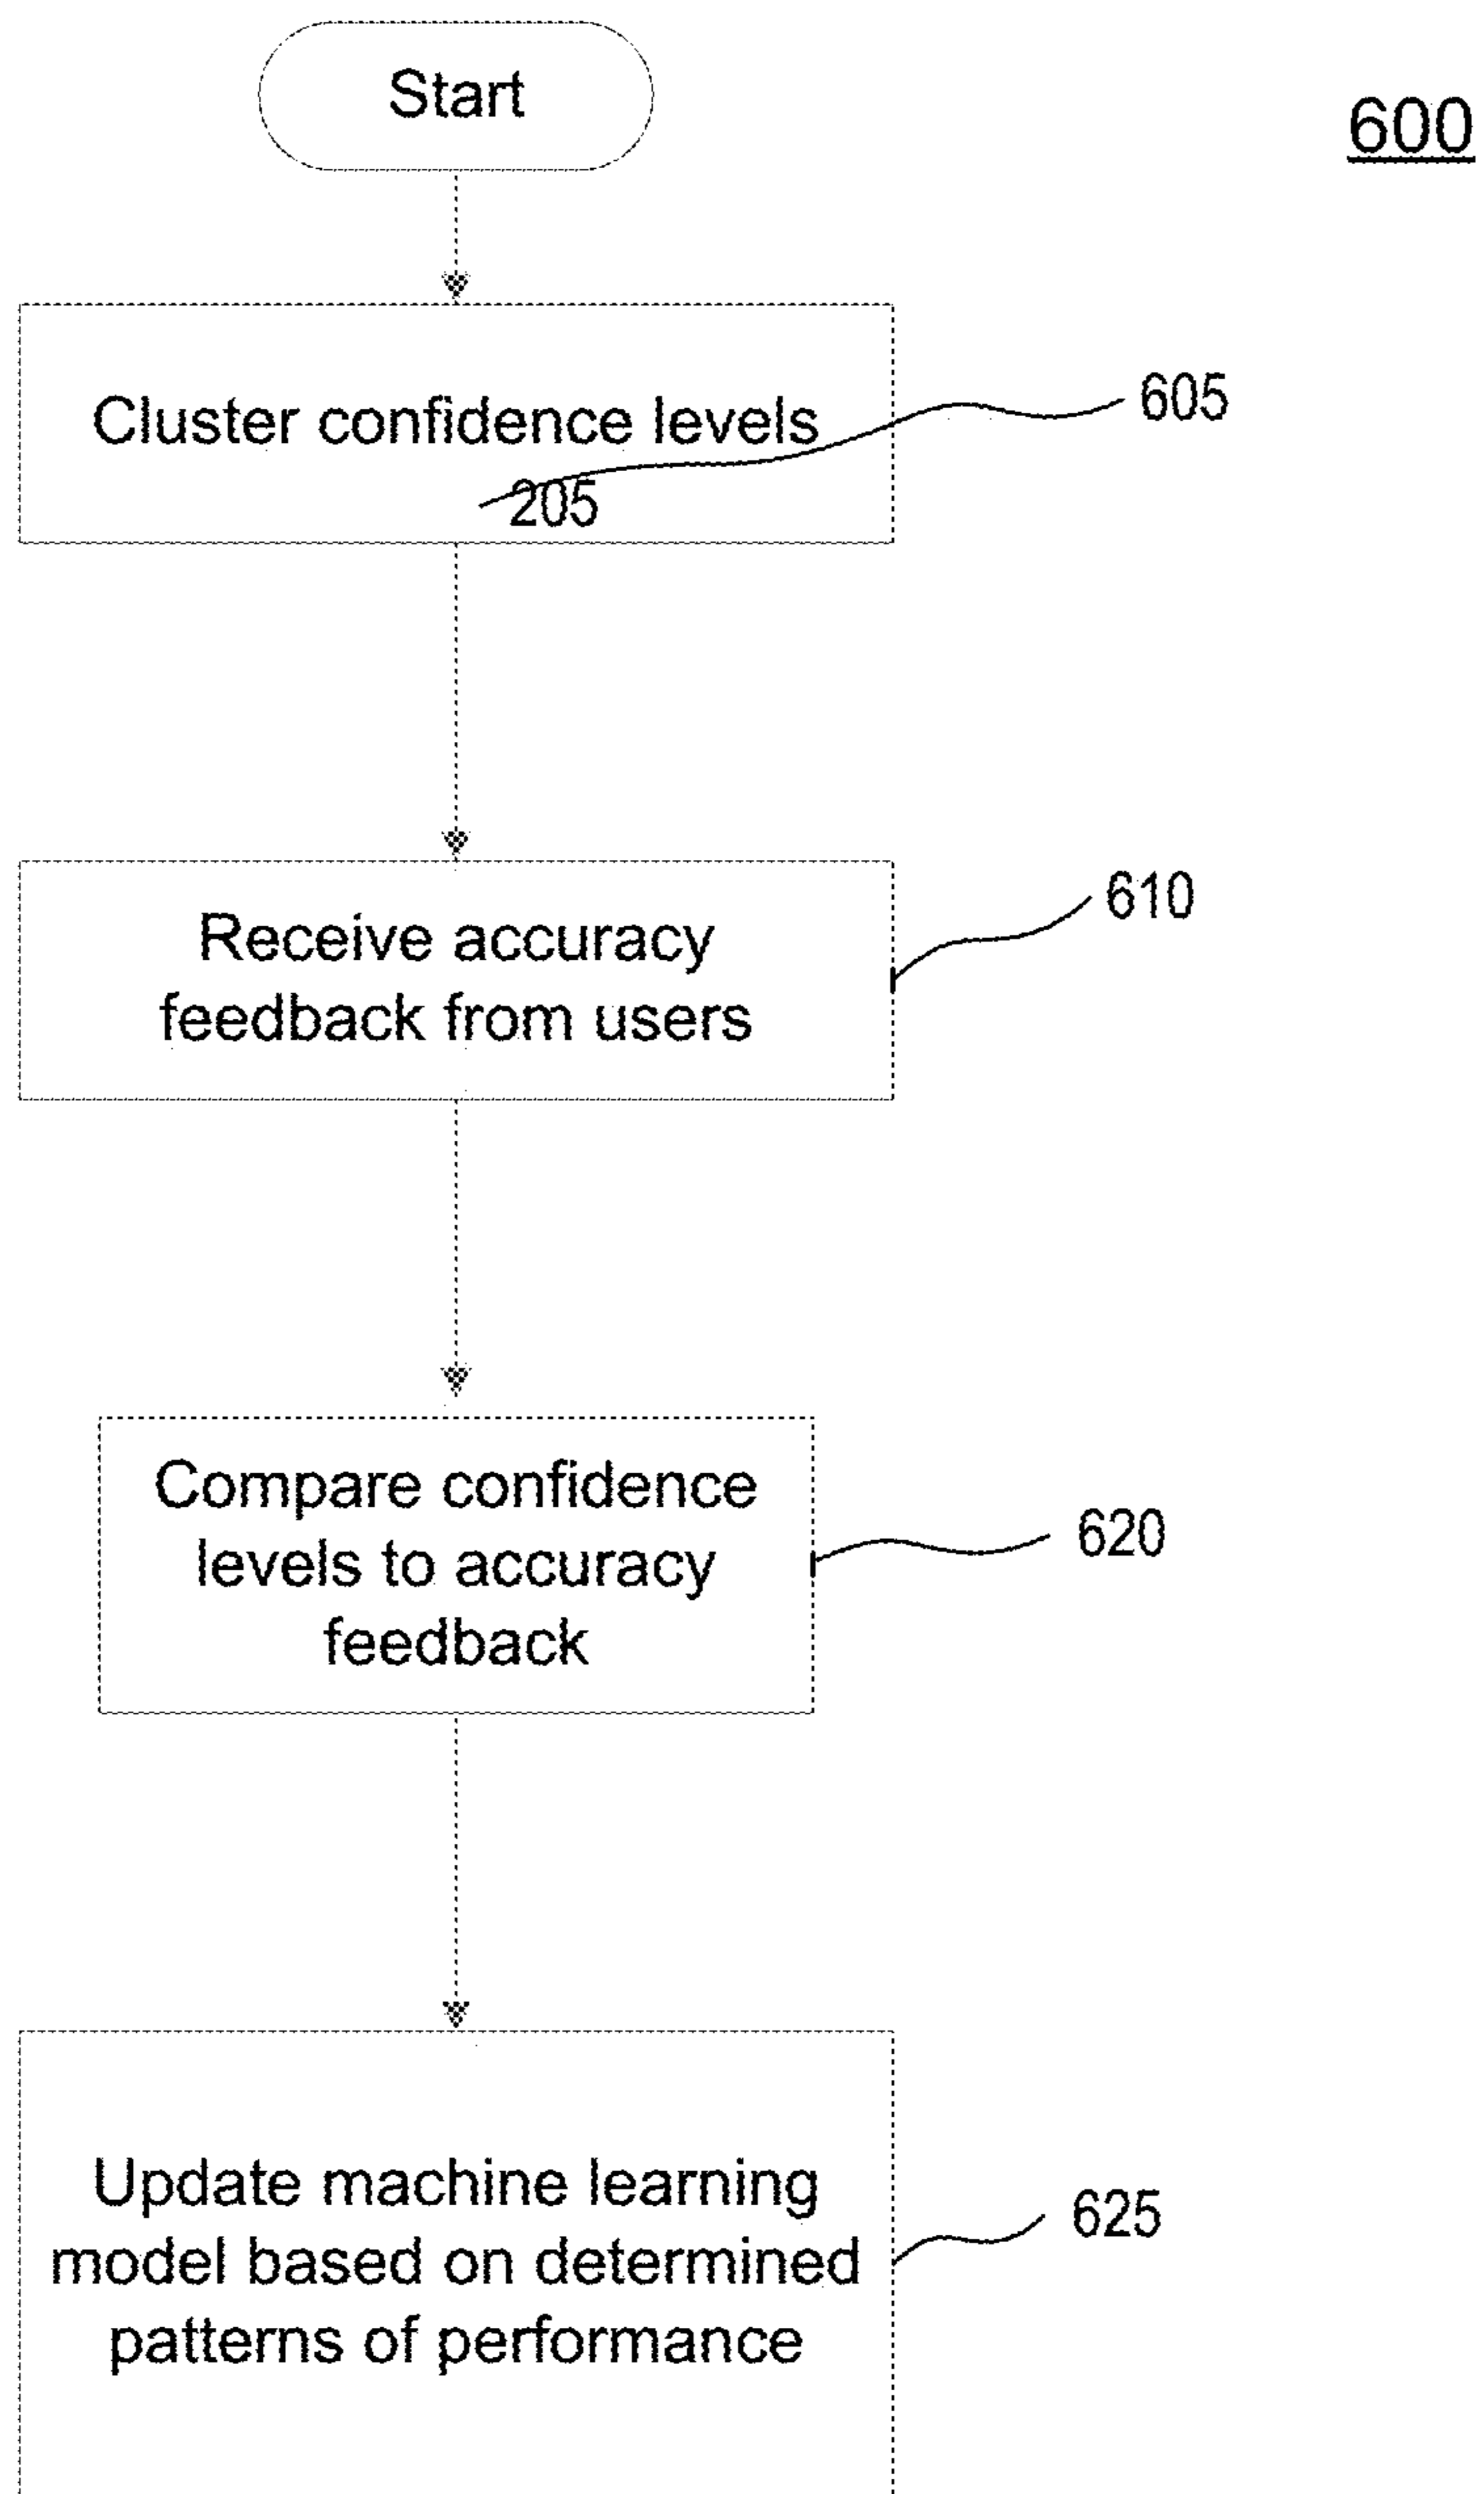 Start
600
Cluster confidence levels
605
205
Receive accuracy
feedback from users
610
Compare confidence
levels to accuracy
feedback
620
Update machine learning
model based on determined
patterns of performance
625